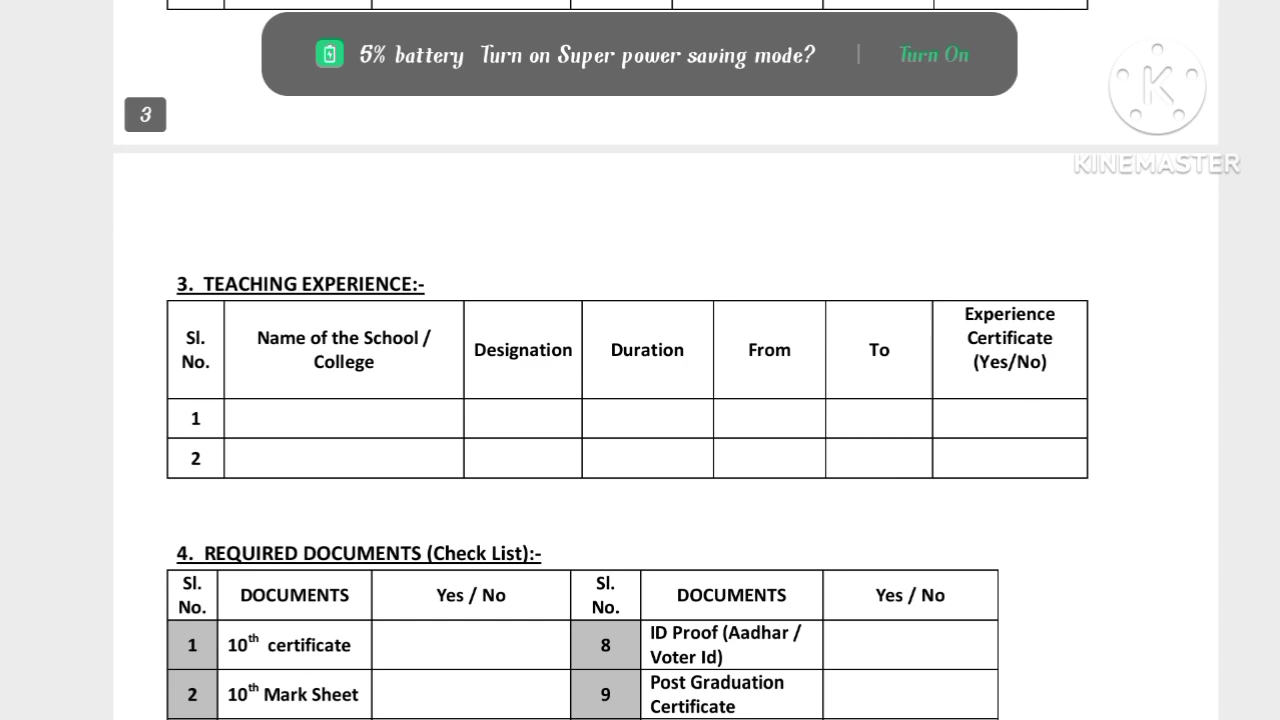 5% battery Turn on Super power saving mode? | Turn On
3
K
KINEMASTER
3. TEACHING EXPERIENCE:-
Sl. No. Name of the School / College Designation Duration From To Experience Certificate (Yes/No)
1
2
4. REQUIRED DOCUMENTS (Check List):-
Sl. No. DOCUMENTS Yes / No Sl. No. DOCUMENTS Yes / No
1 10th certificate 8 ID Proof (Aadhar / Voter Id)
2 10th Mark Sheet 9 Post Graduation Certificate